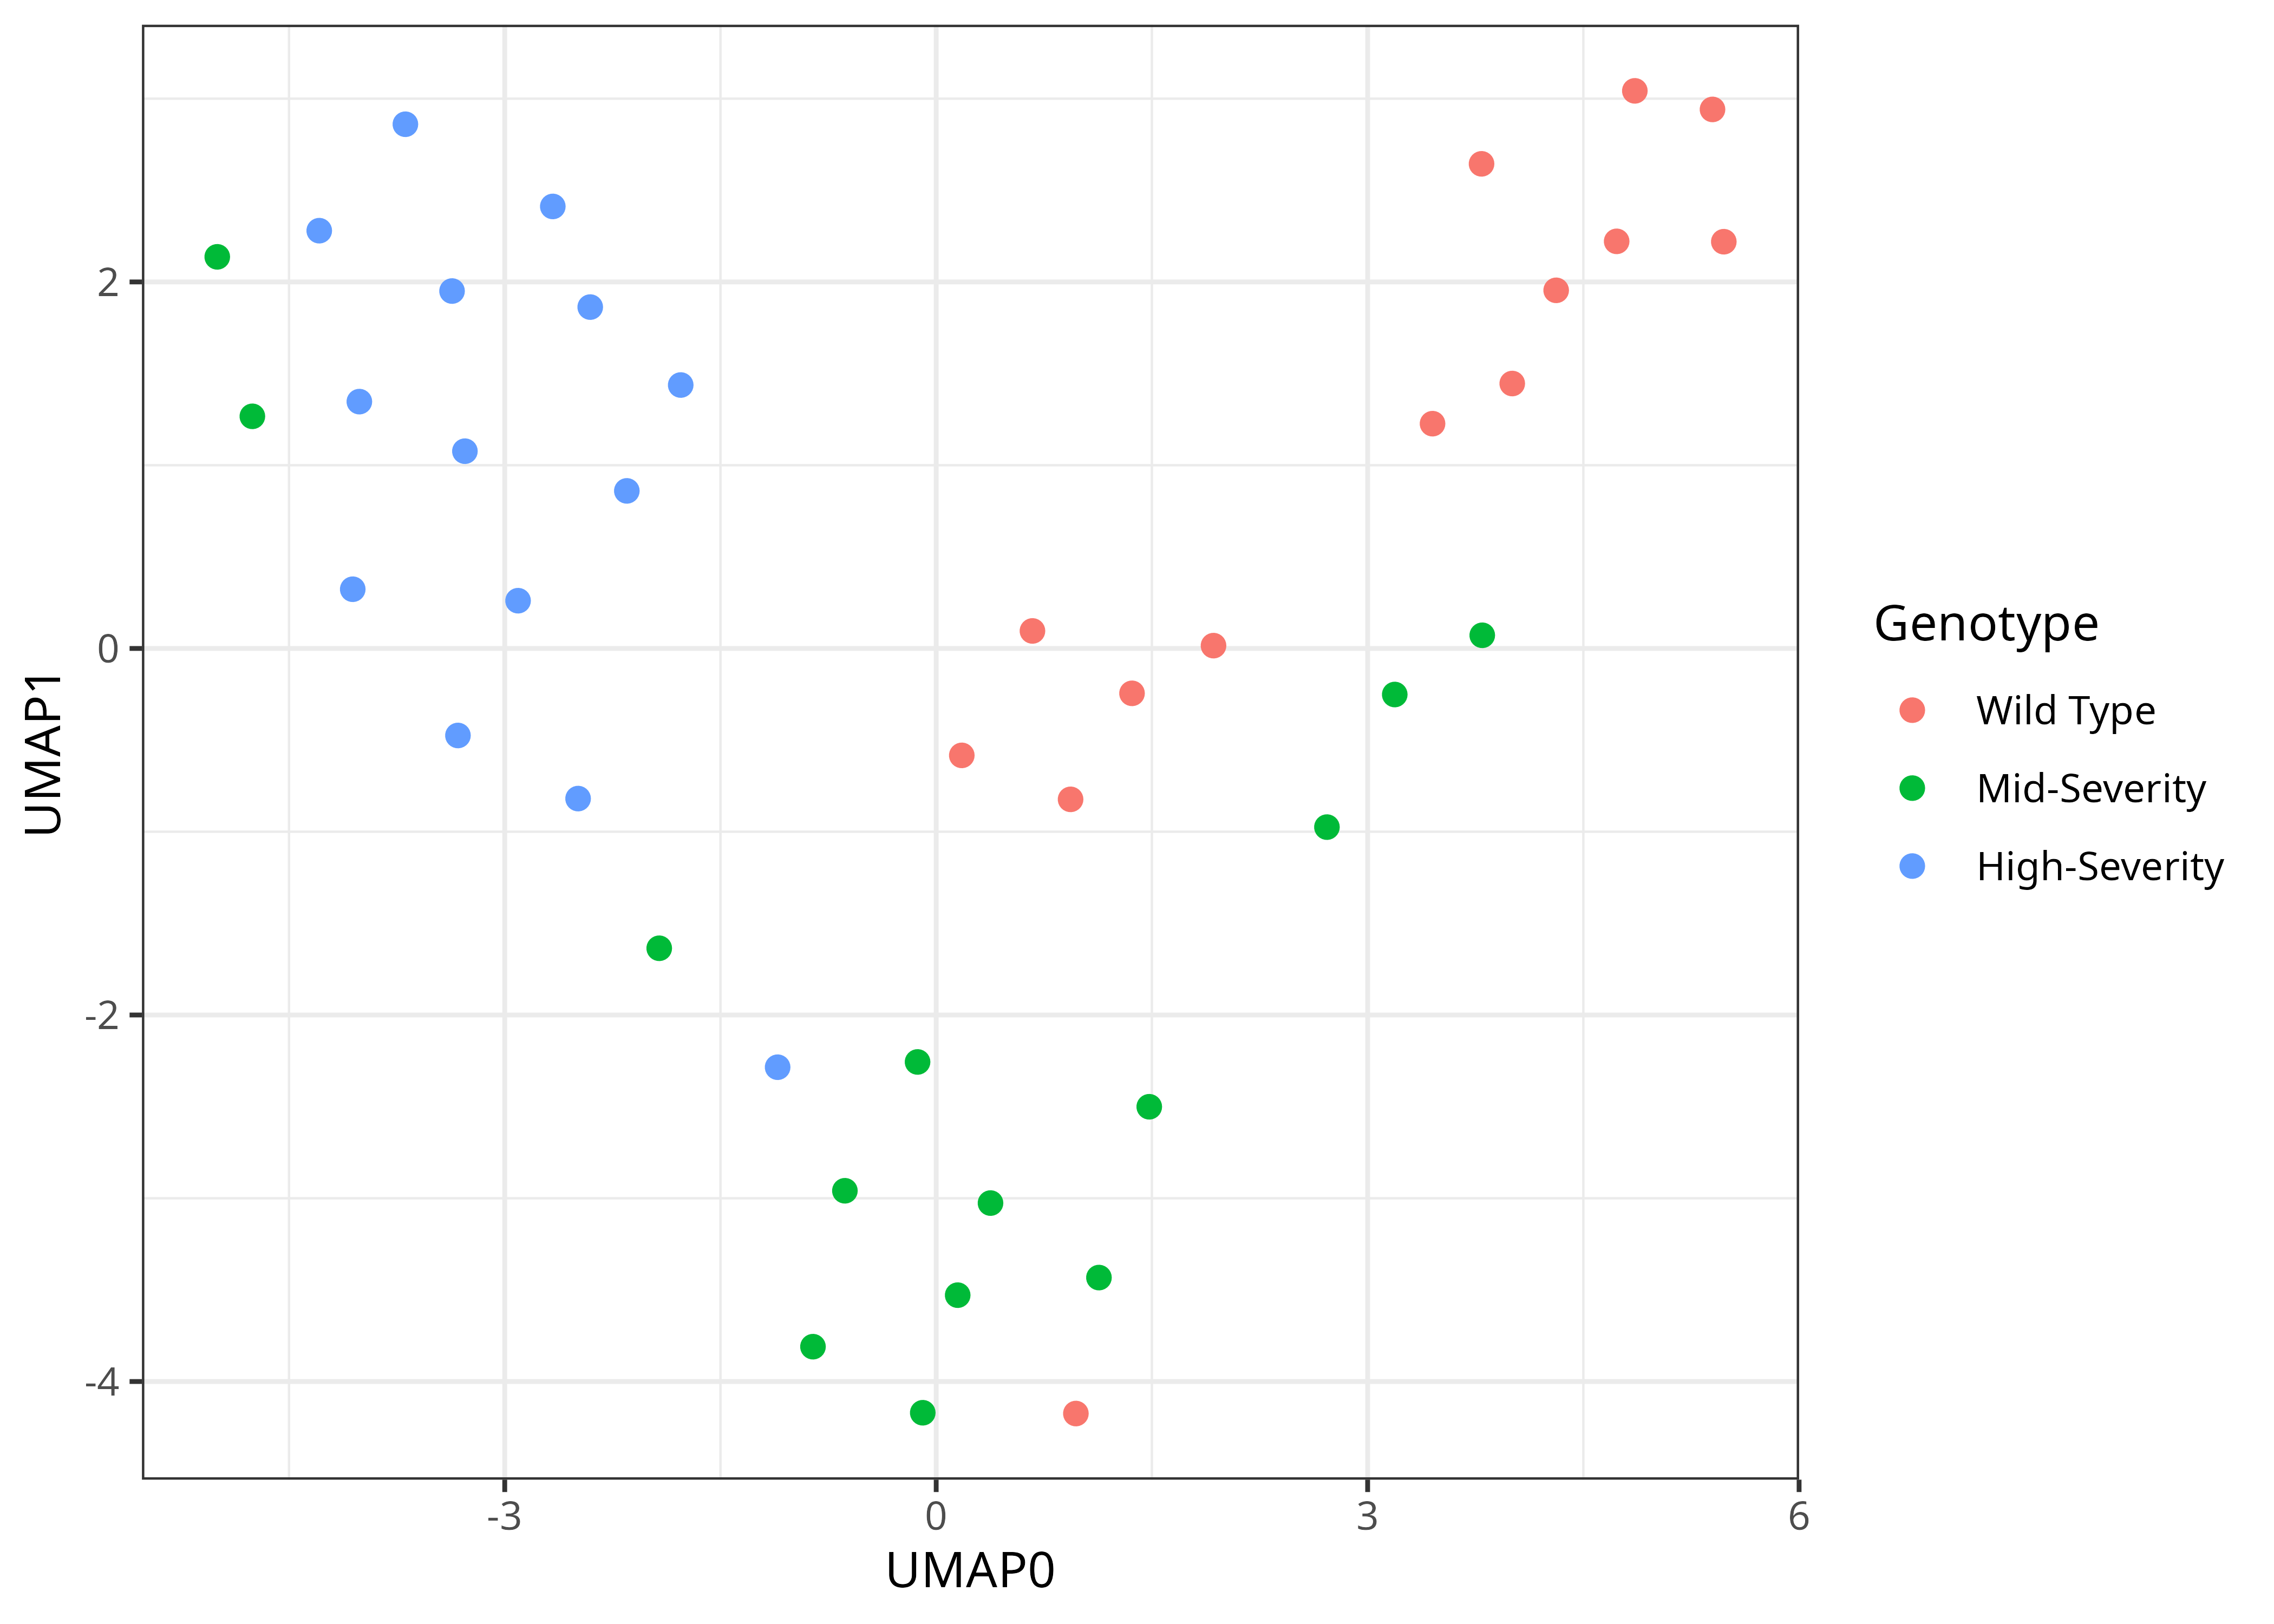 2
0
-2
-4
UMAP1
-3 0 3 6
UMAP0
Genotype
Wild Type
Mid-Severity
High-Severity